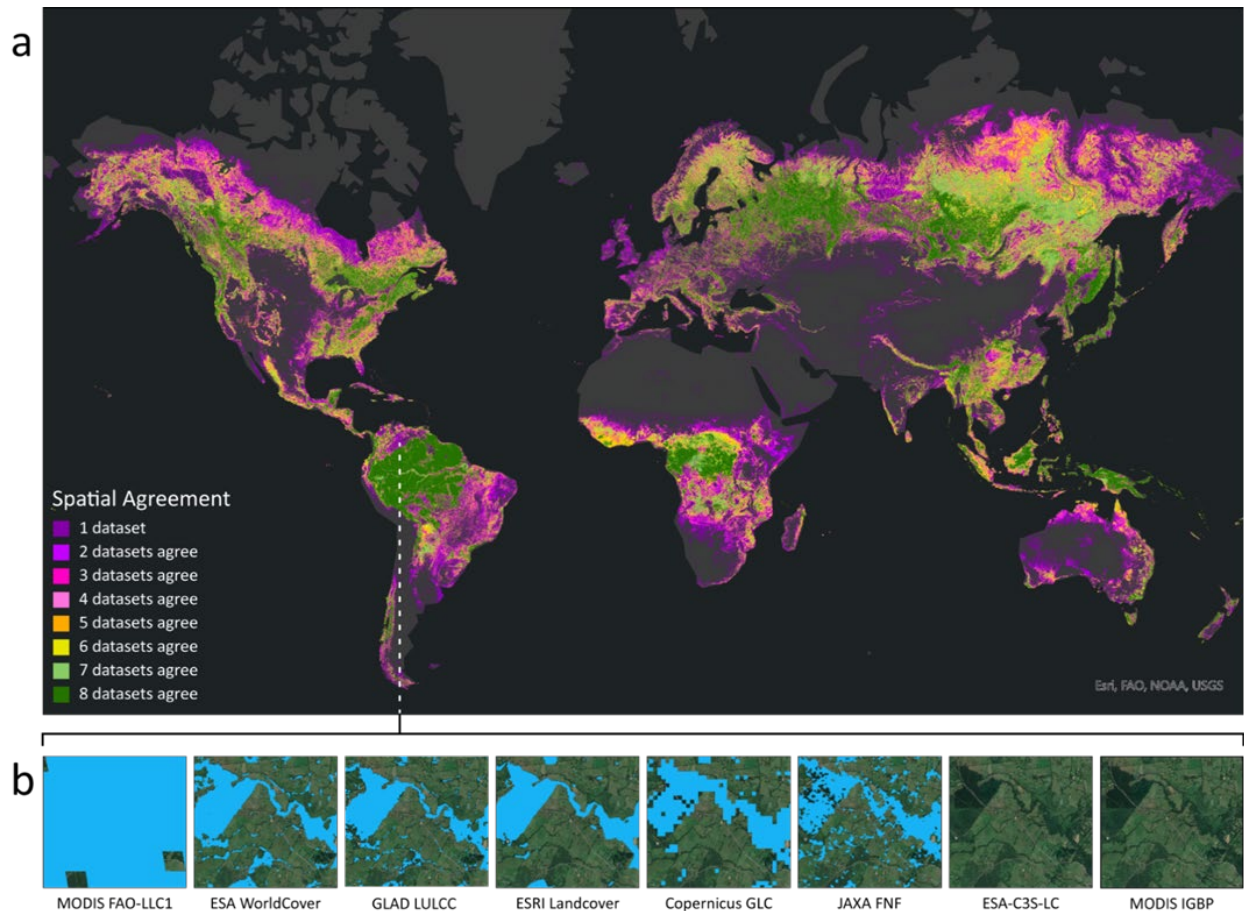 a
Spatial Agreement
1 dataset
2 datasets agree
3 datasets agree
4 datasets agree
5 datasets agree
6 datasets agree
7 datasets agree
8 datasets agree
Esri, FAO, NOAA, USGS
b
MODIS FAO-LLC1
ESA WorldCover
GLAD LULCC
ESRI Landcover
Copernicus GLC
JAXA FNF
ESA-C3S-LC
MODIS IGBP